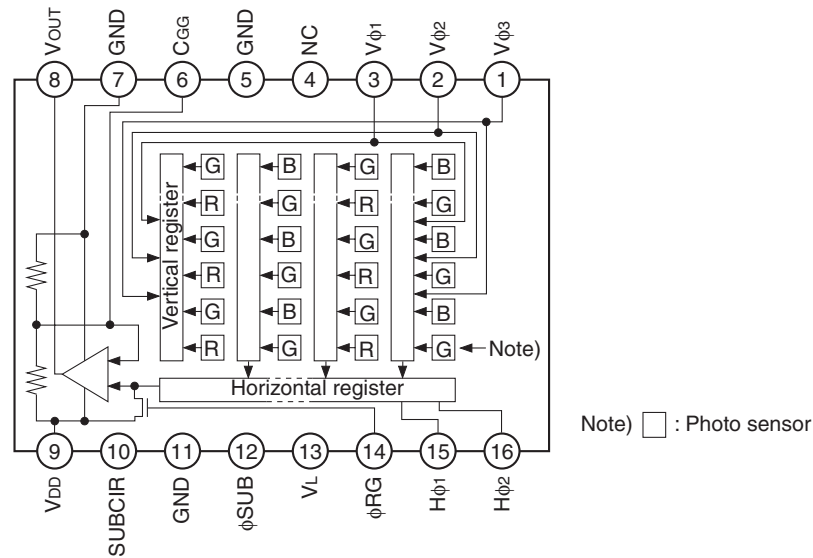 VOUT GND CGG GND NC Vϕ1 Vϕ2 Vϕ3
8 7 6 5 4 3 2 1
Vertical register
G B G B
R G R G
G B G B
R G R G
G B G B
R G R G
Note)
Horizontal register
Note) : Photo sensor
9 10 11 12 13 14 15 16
VDD SUBCIR GND ϕSUB VL ϕRG Hϕ1 Hϕ2